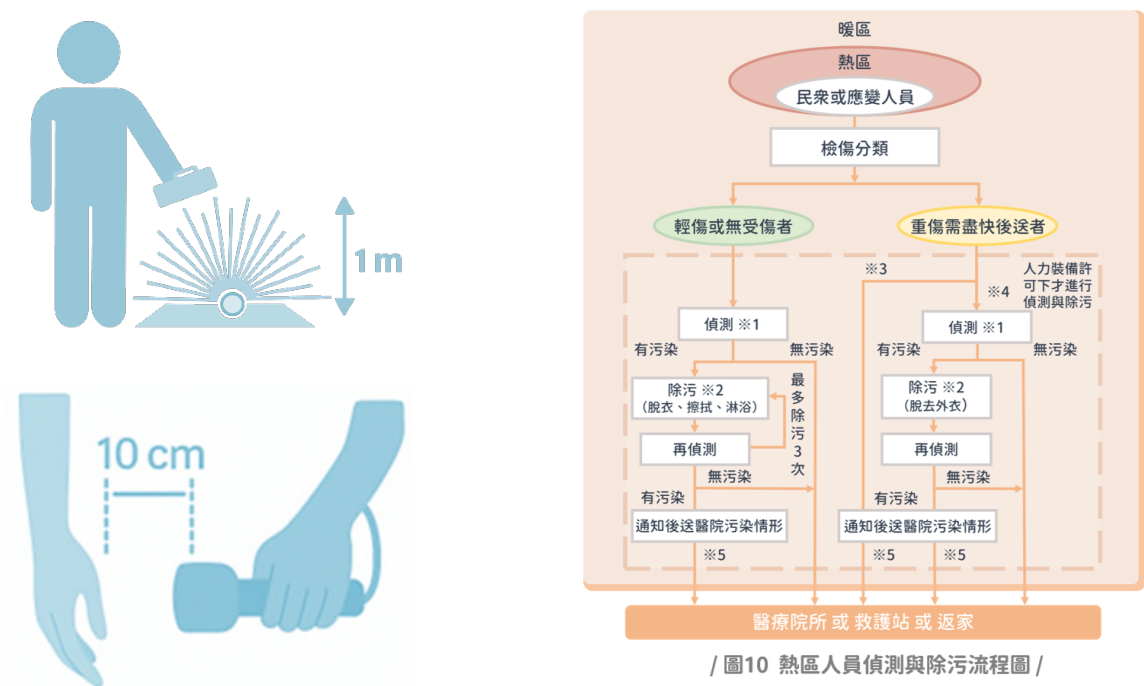 1m
10 cm
暖區
熱區
民眾或應變人員
檢傷分類
輕傷或無受傷者
重傷需盡快後送者
※3
※4
人力裝備許
可下才進行
偵測與除污
偵測 ※1
有污染
無污染
除污 ※2
（脫衣、擦拭、淋浴）
最多除污3次
再偵測
無污染
有污染
通知後送醫院污染情形
※5
偵測 ※1
有污染
無污染
除污 ※2
（脫去外衣）
再偵測
無污染
有污染
通知後送醫院污染情形
※5
※5
醫療院所 或 救護站 或 返家
/ 圖10 熱區人員偵測與除污流程圖 /